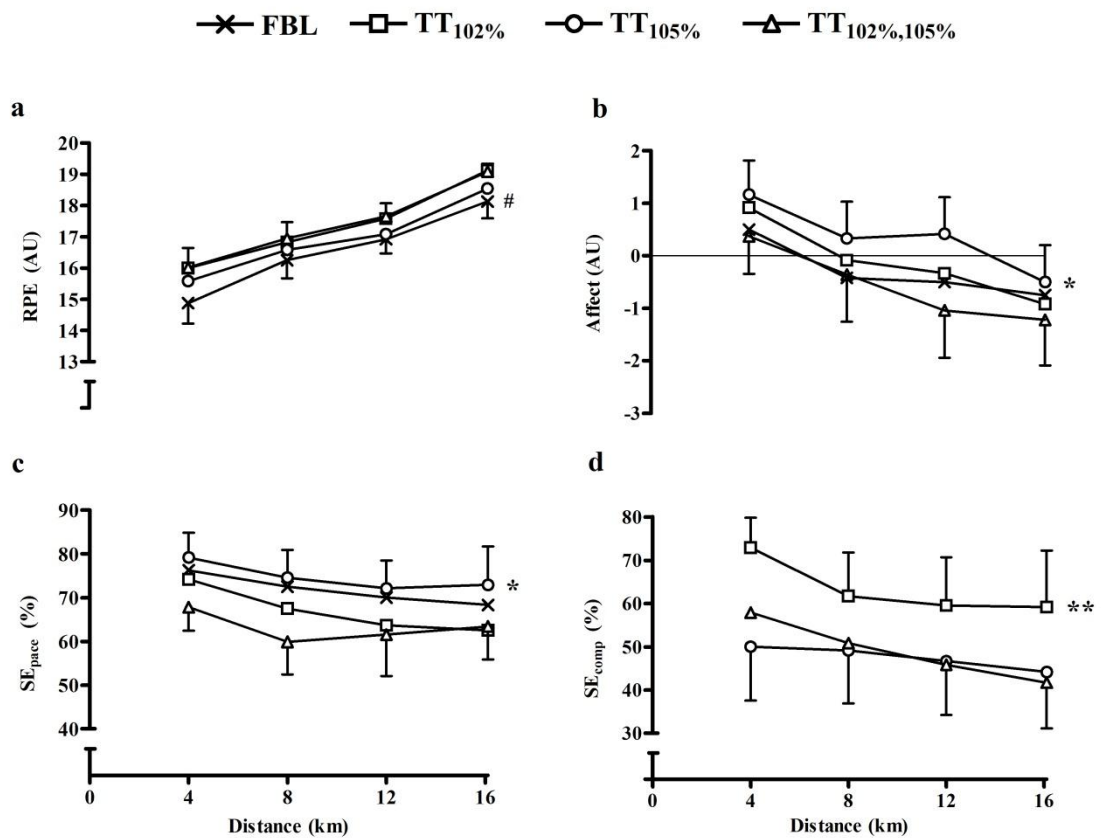 FBL TT102% TT105% TT102%,105%
a b
20
19
18
17
16
15
14
13
RPE (AU)
#
2
1
0
-1
-2
-3
Affect (AU)
*
c d
90
80
70
60
50
40
SEpace (%)
*
0 4 8 12 16
Distance (km)
80
70
60
50
40
30
SEcomp (%)
**
0 4 8 12 16
Distance (km)